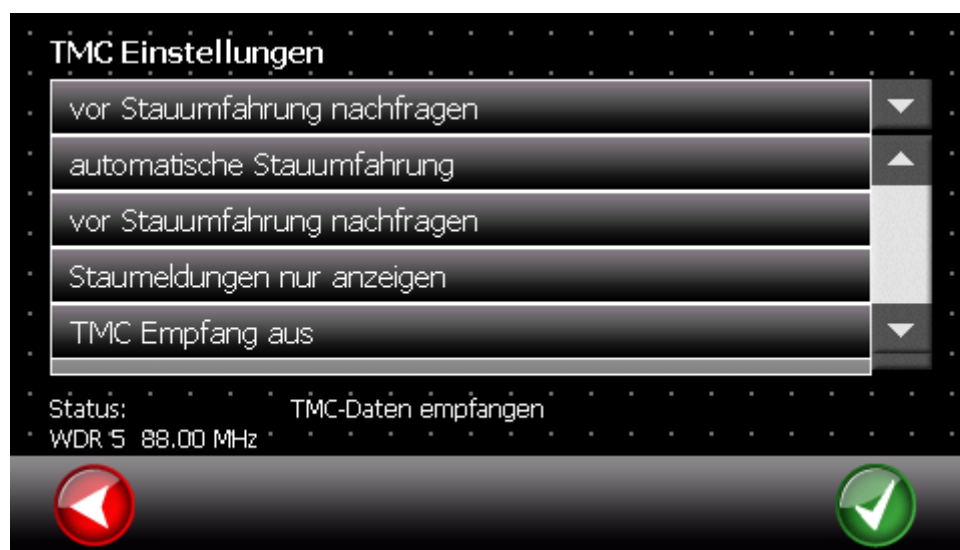 TMC Einstellungen
vor Stauumfahrung nachfragen
automatische Stauumfahrung
vor Stauumfahrung nachfragen
Staumeldungen nur anzeigen
TMC Empfang aus
Status: TMC-Daten empfangen
WDR 5 88.00 MHz